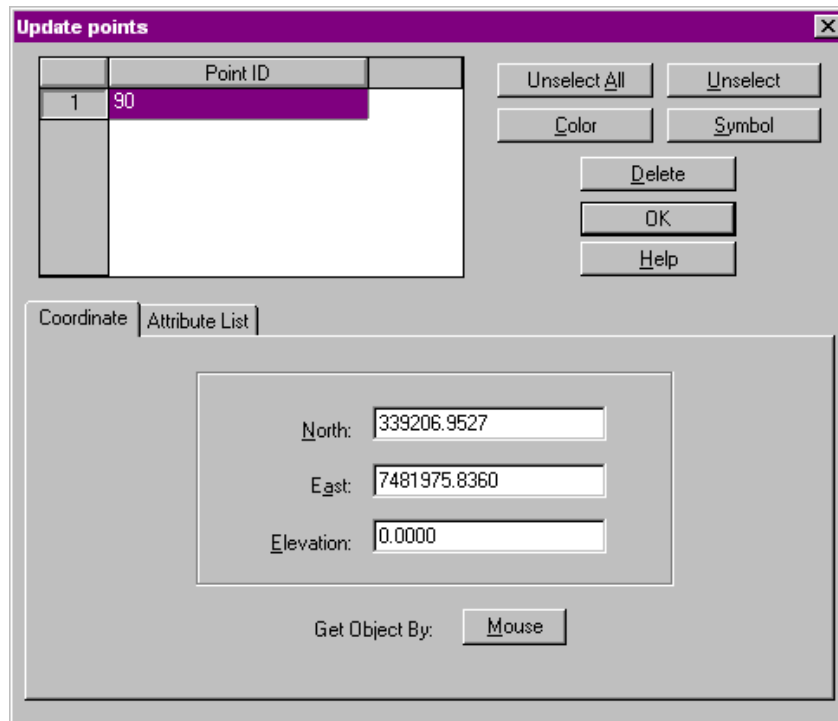 Update points
Point ID
1 90
Unselect All Unselect
Color Symbol
Delete
OK
Help
Coordinate Attribute List
North: 339206.9527
East: 7481975.8360
Elevation: 0.0000
Get Object By: Mouse